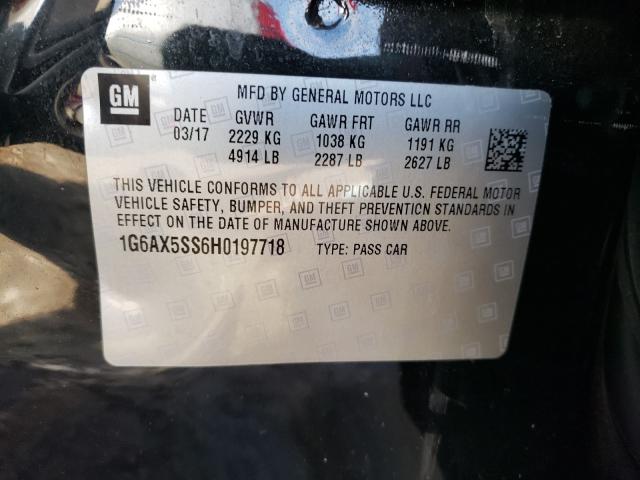 GM
MFD BY GENERAL MOTORS LLC
DATE GVWR GAWR FRT GAWR RR
03/17 2229 KG 1038 KG 1191 KG
4914 LB 2287 LB 2627 LB
THIS VEHICLE CONFORMS TO ALL APPLICABLE U.S. FEDERAL MOTOR
VEHICLE SAFETY, BUMPER, AND THEFT PREVENTION STANDARDS IN
EFFECT ON THE DATE OF MANUFACTURE SHOWN ABOVE.
1G6AX5SS6H0197718 TYPE: PASS CAR